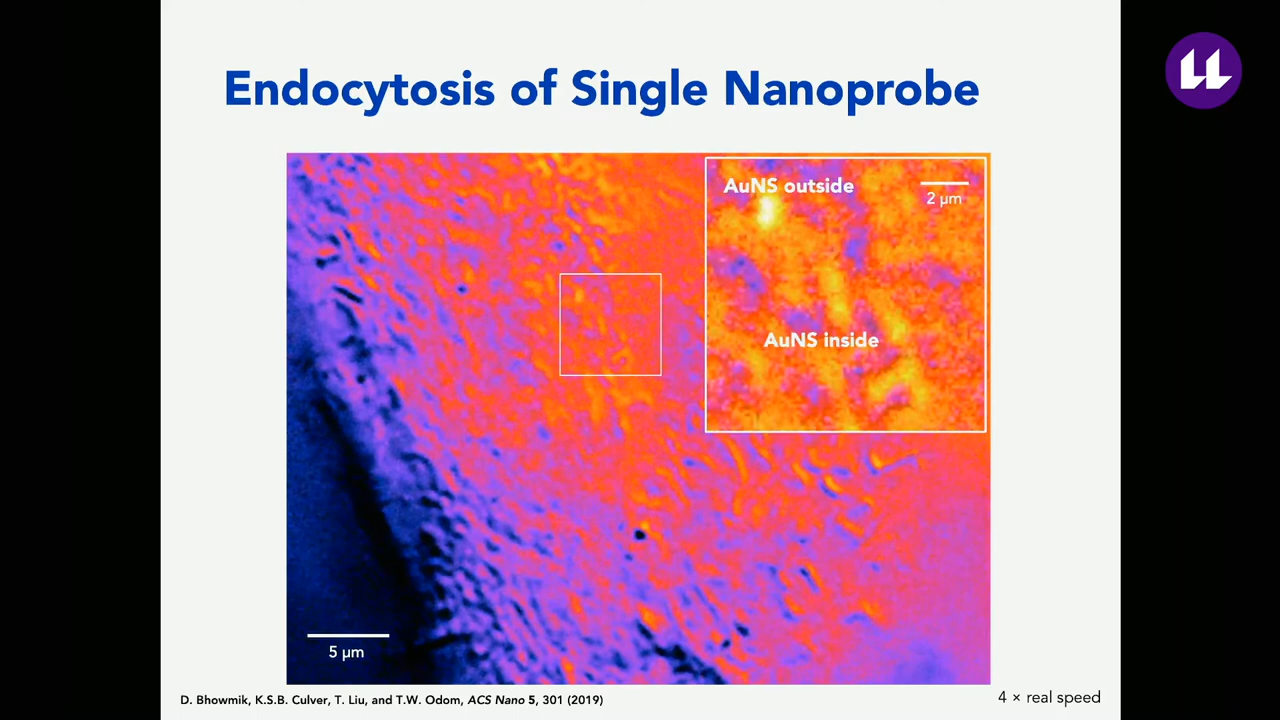 Endocytosis of Single Nanoprobe
AuNS outside
2 µm
AuNS inside
5 µm
D. Bhowmik, K.S.B. Culver, T. Liu, and T.W. Odom, ACS Nano 5, 301 (2019)
4 × real speed